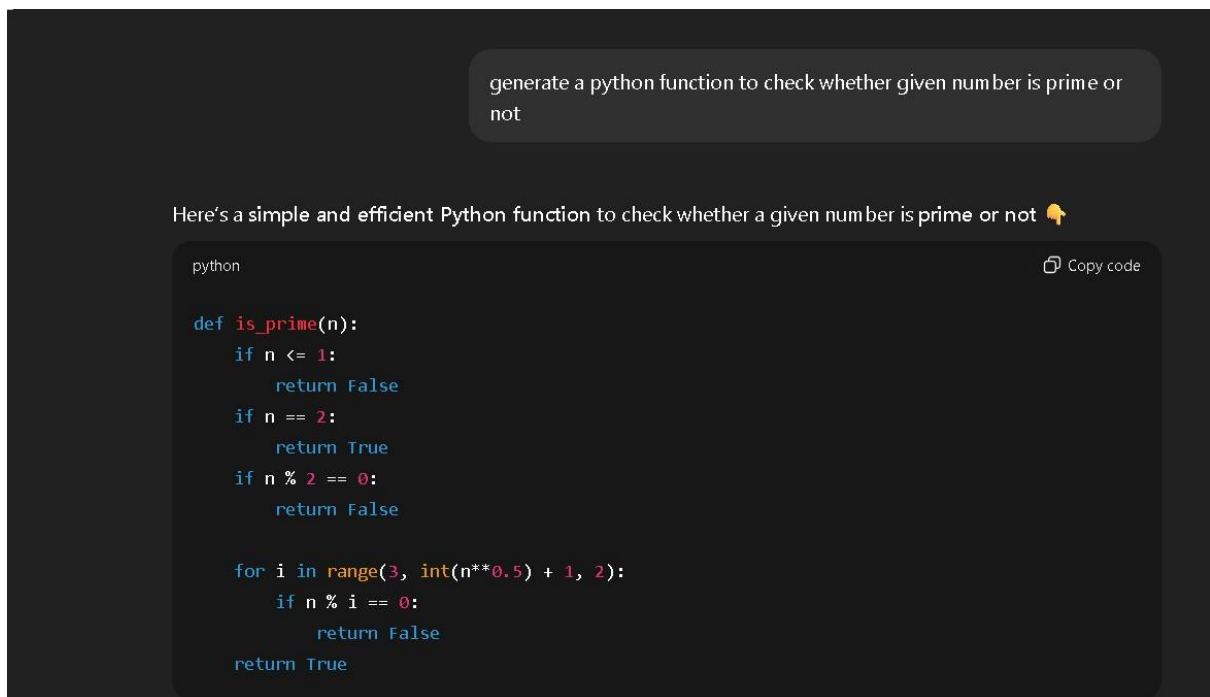 generate a python function to check whether given number is prime or
not
Here's a simple and efficient Python function to check whether a given number is prime or not 👇
python
Copy code
def is_prime(n):
    if n <= 1:
        return False
    if n == 2:
        return True
    if n % 2 == 0:
        return False
    for i in range(3, int(n**0.5) + 1, 2):
        if n % i == 0:
            return False
    return True